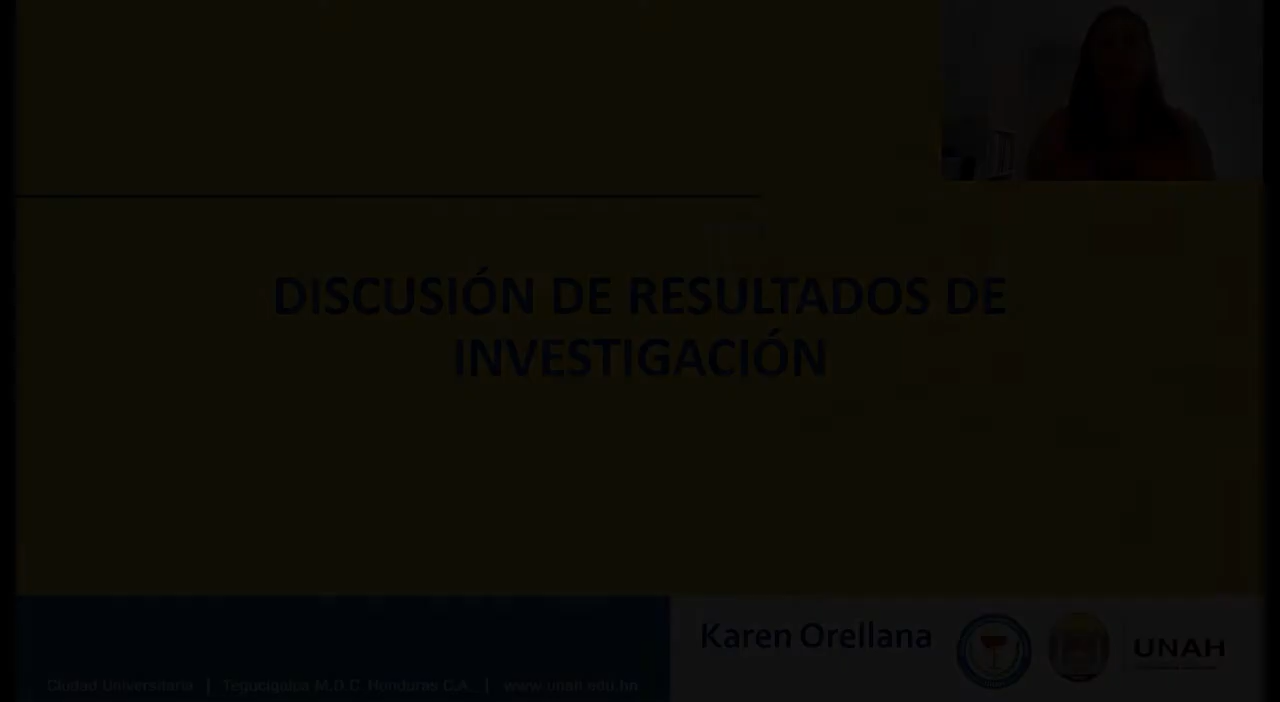 DISCUSIÓN DE RESULTADOS DE
INVESTIGACIÓN
Karen Orellana
UNAH
Ciudad Universitaria | Tegucigalpa M.D.C. Honduras C.A. | www.unah.edu.hn